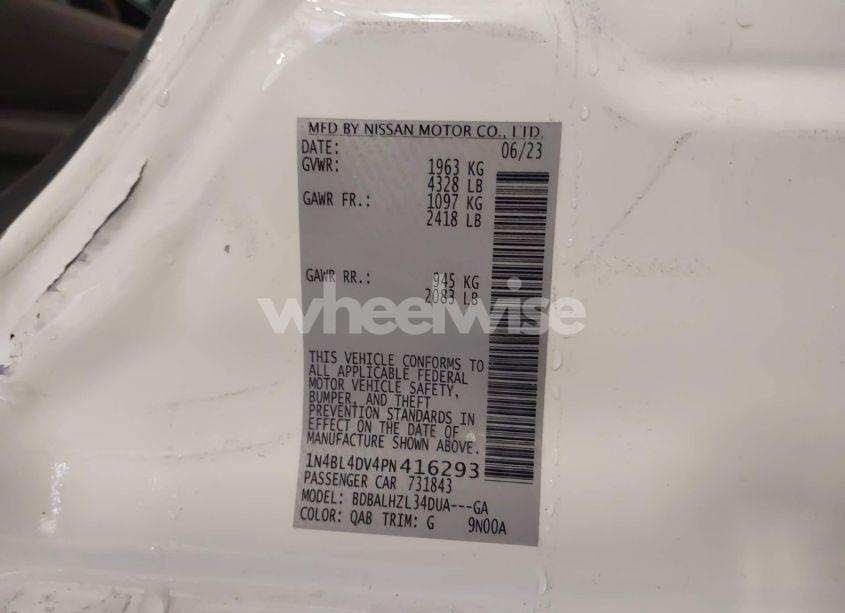 MFD BY NISSAN MOTOR CO., LTD.
DATE: 06/23
GVWR: 1963 KG
4328 LB
GAWR FR.: 1097 KG
2418 LB
GAWR RR.: 945 KG
2083 LB
wheelwise
THIS VEHICLE CONFORMS TO
ALL APPLICABLE FEDERAL
MOTOR VEHICLE SAFETY,
BUMPER, AND THEFT
PREVENTION STANDARDS IN
EFFECT ON THE DATE OF
MANUFACTURE SHOWN ABOVE.
1N4BL4DV4PN416293
PASSENGER CAR 731843
MODEL: BDBALHZL34DUA---GA
COLOR: QAB TRIM: G 9N00A